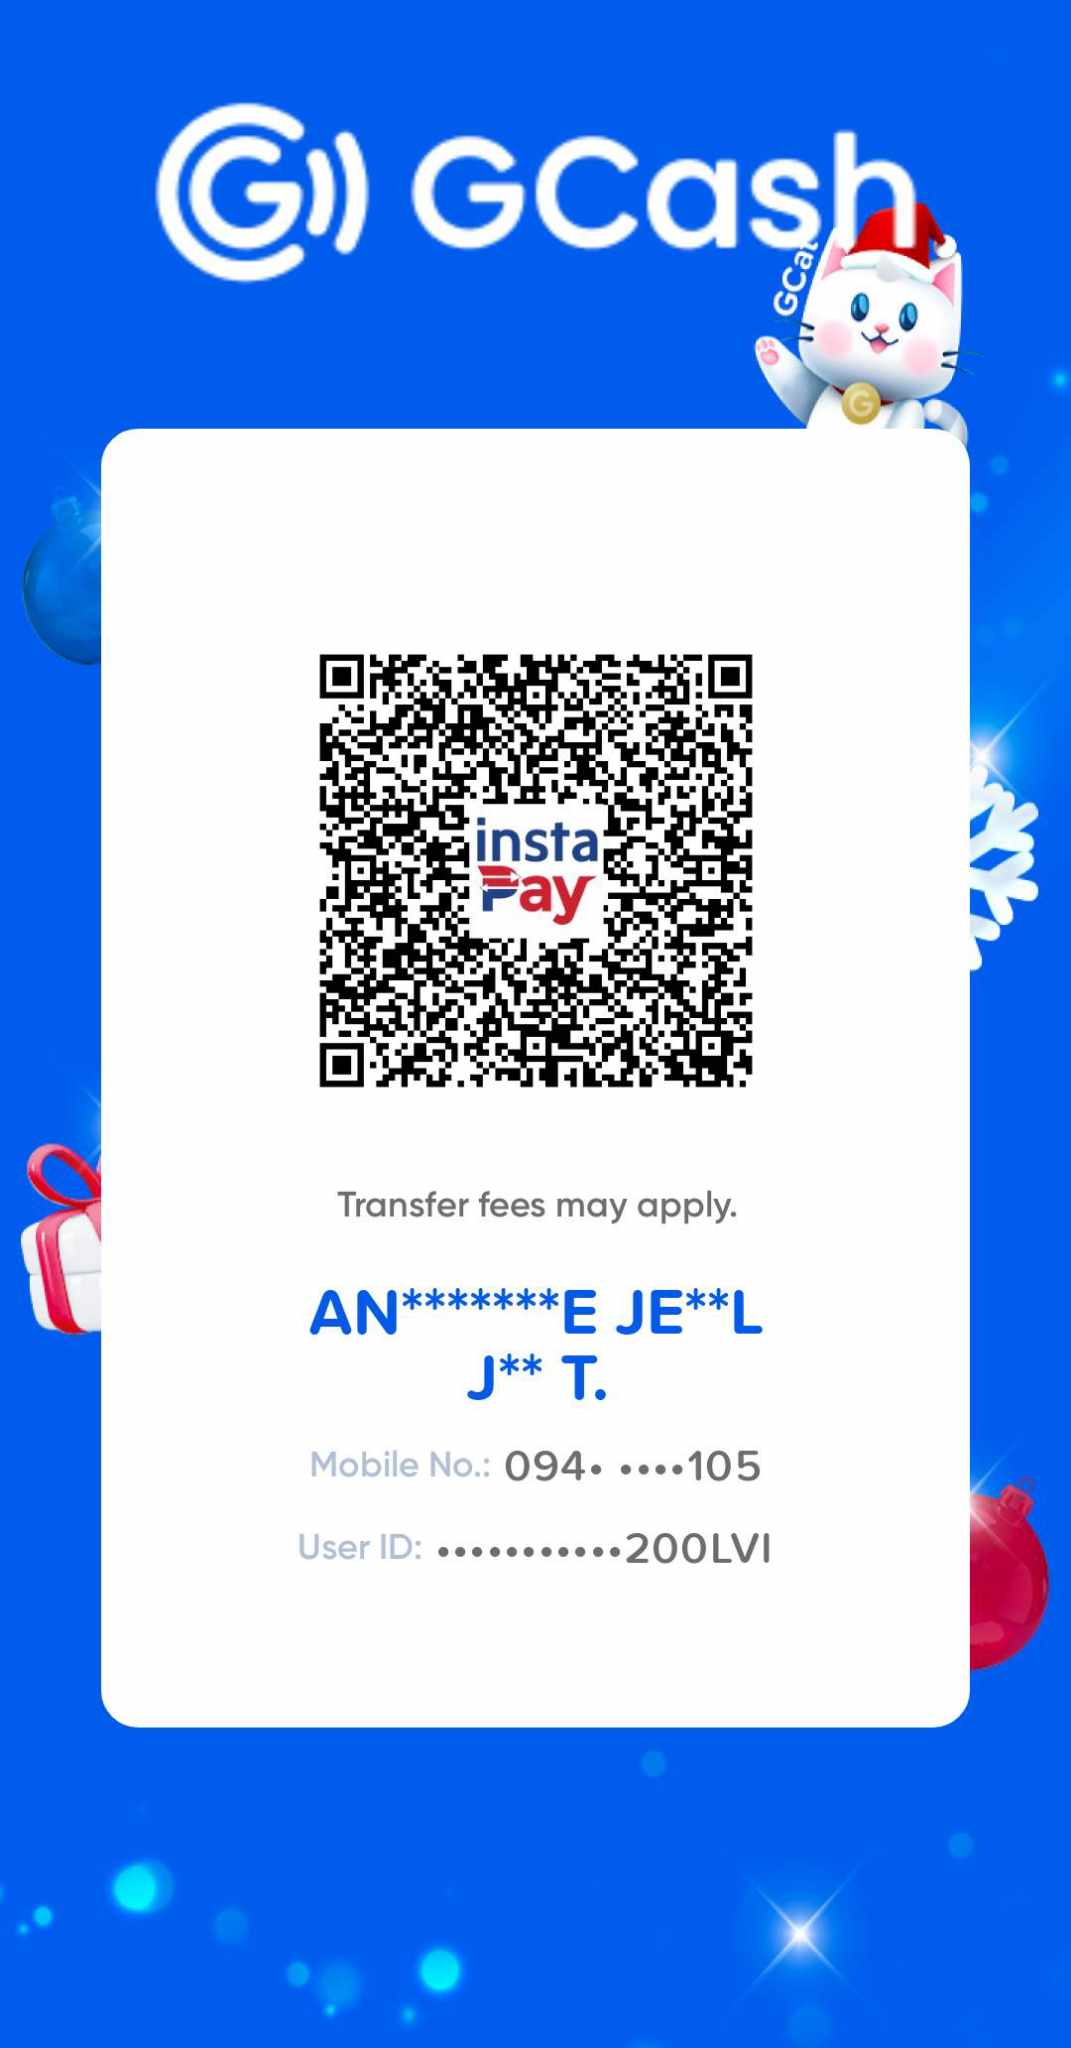 GCash
GCat
insta
Pay
Transfer fees may apply.
AN*******E JE**L
J** T.
Mobile No.: 094• ••••105
User ID: •••••••••••200LVI